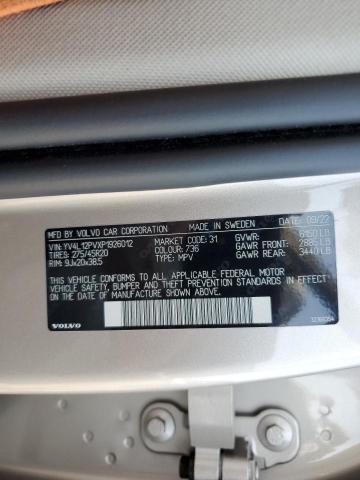 MFD BY VOLVO CAR CORPORATION MADE IN SWEDEN DATE: 09/22
VIN: YV4L12PVXP1926012 MARKET CODE: 31 GVWR: 6150 LB
TIRES: 275/45R20 COLOUR: 736 GAWR FRONT: 2885 LB
RIM: 9Jx20x38.5 TYPE: MPV GAWR REAR: 3440 LB
THIS VEHICLE CONFORMS TO ALL APPLICABLE FEDERAL MOTOR
VEHICLE SAFETY, BUMPER AND THEFT PREVENTION STANDARDS IN EFFECT
ON THE DATE OF MANUFACTURE SHOWN ABOVE.
VOLVO